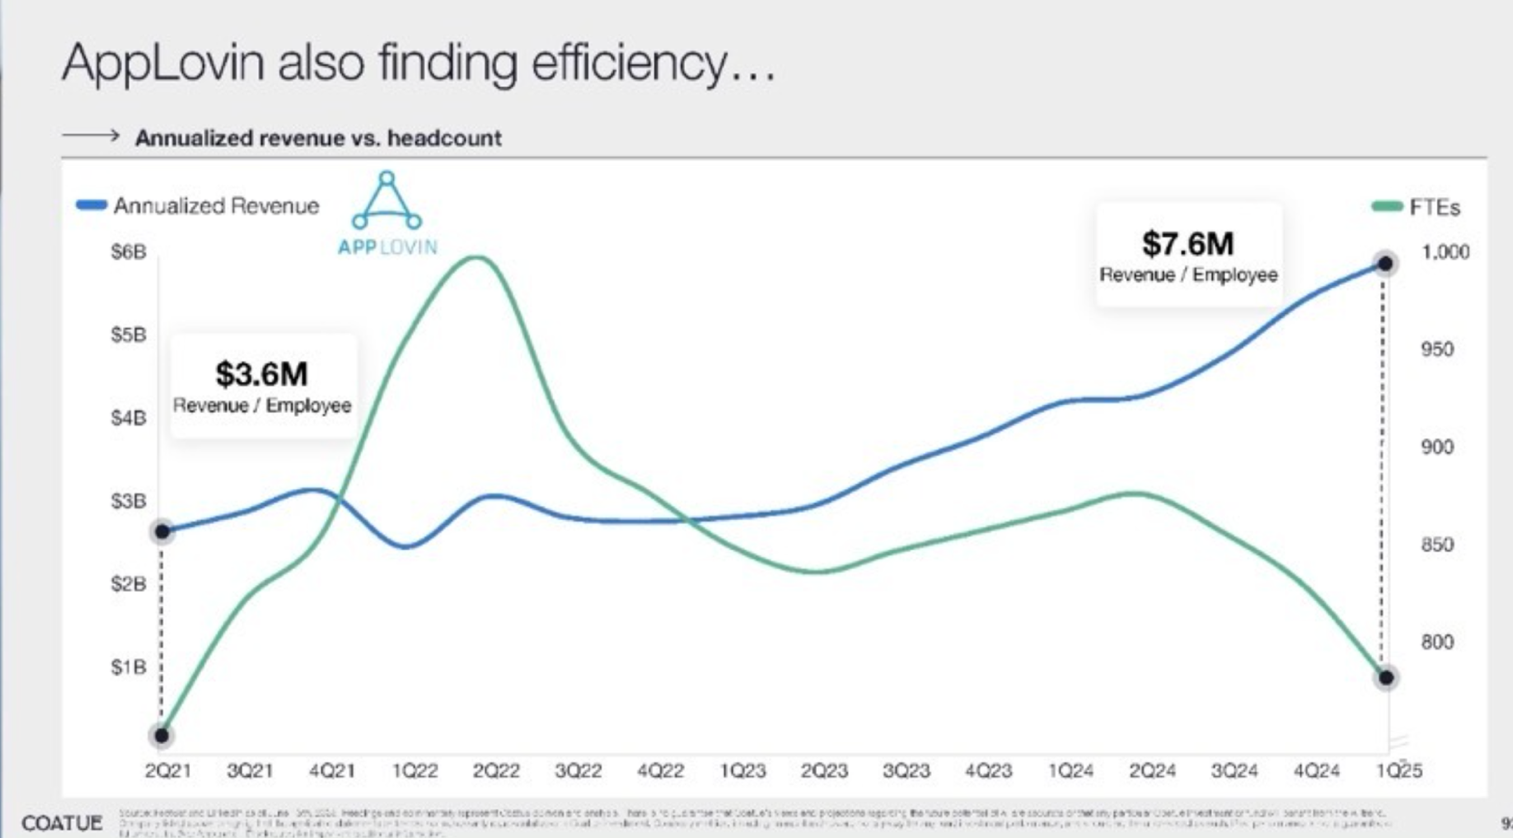 AppLovin also finding efficiency...
Annualized revenue vs. headcount
Annualized Revenue
APPLOVIN
FTEs
$7.6M
Revenue / Employee
$3.6M
Revenue / Employee
$6B
$5B
$4B
$3B
$2B
$1B
1,000
950
900
850
800
2Q21 3Q21 4Q21 1Q22 2Q22 3Q22 4Q22 1Q23 2Q23 3Q23 4Q23 1Q24 2Q24 3Q24 4Q24 1Q25
COATUE